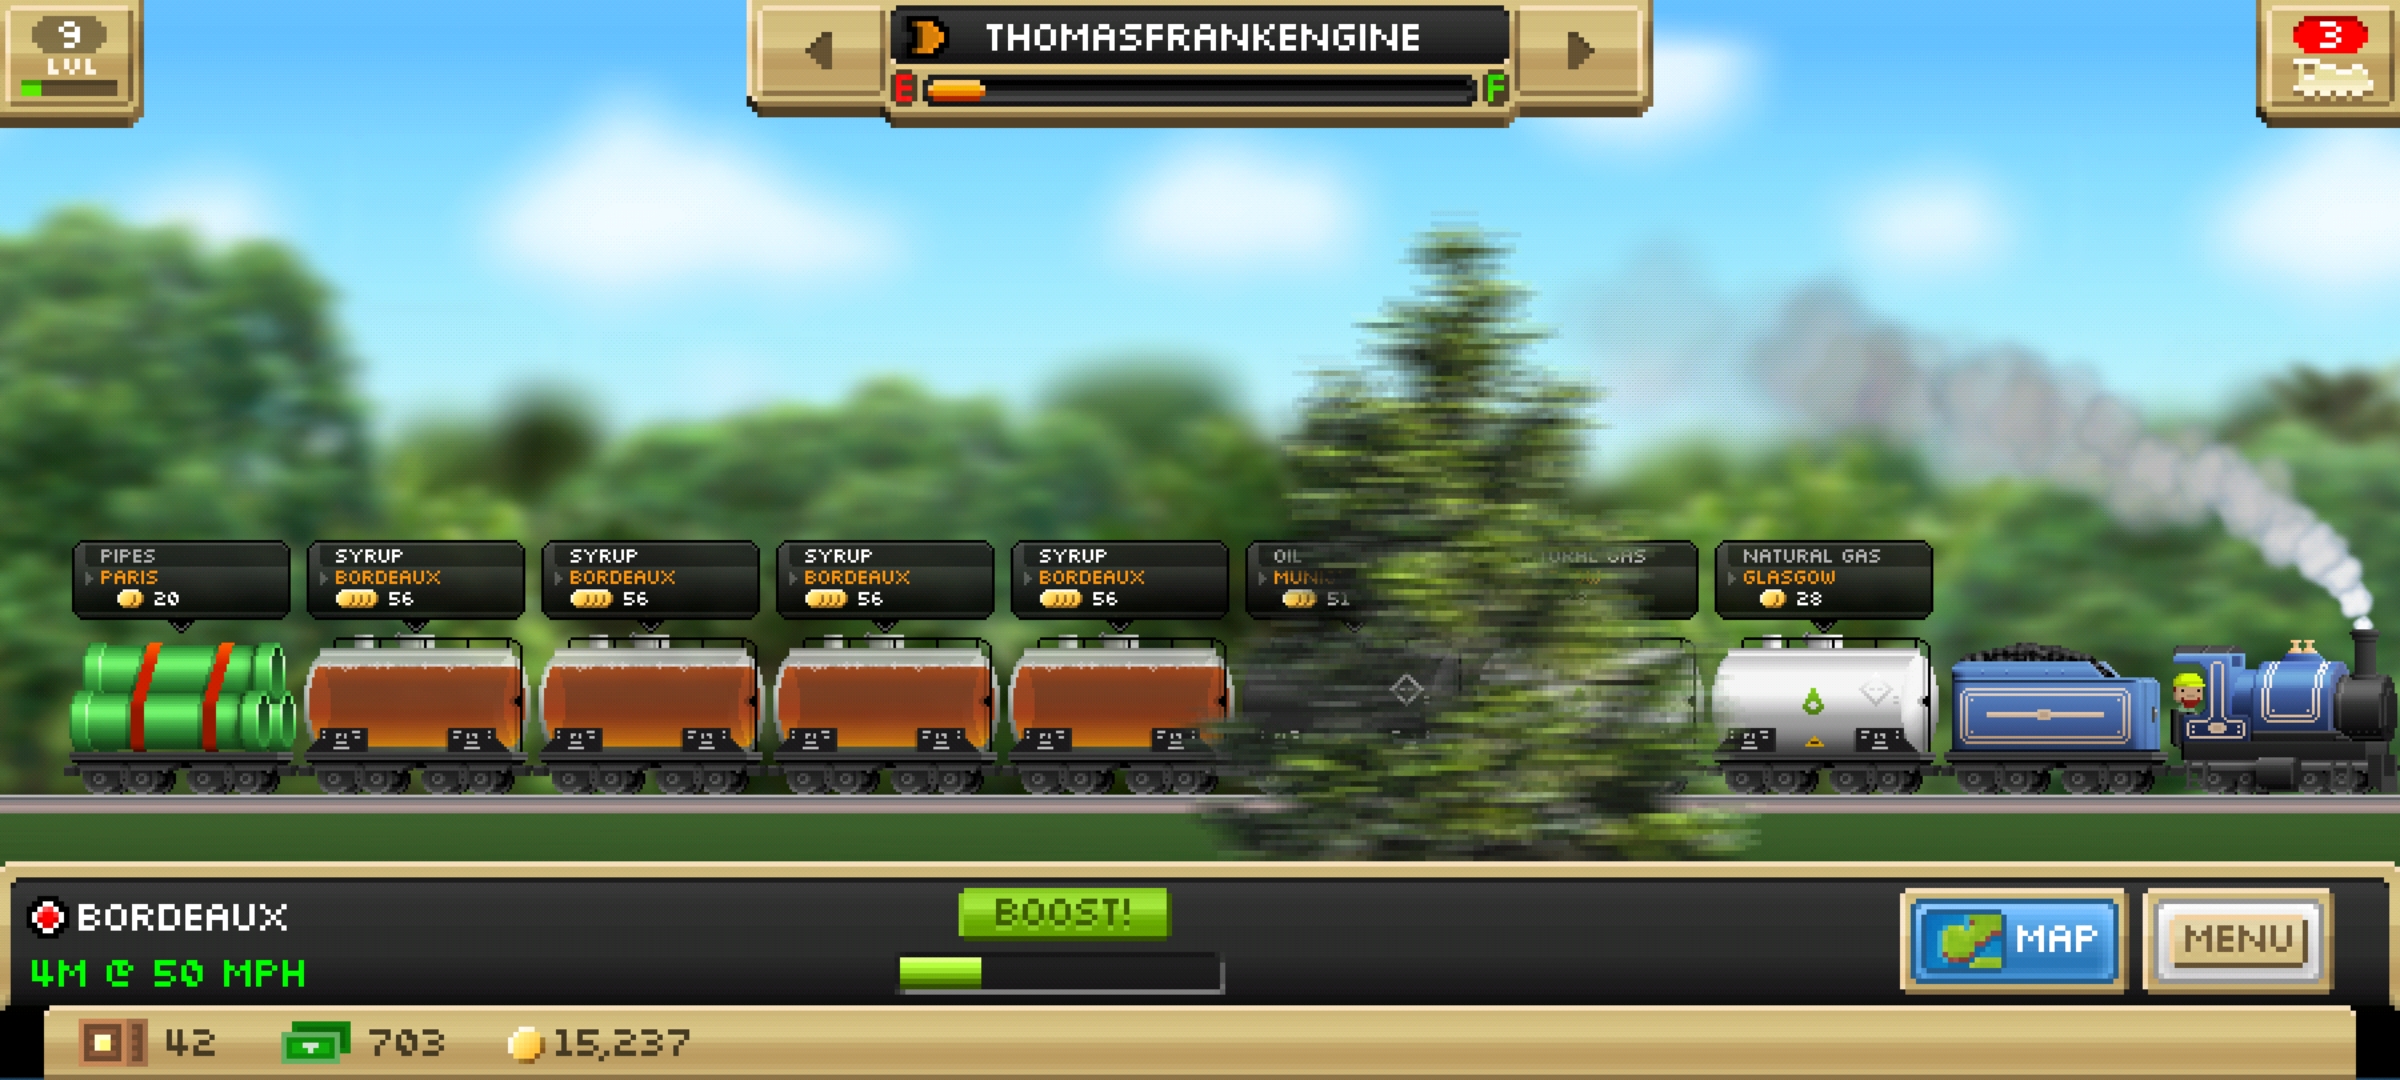 9
LVL
THOMASFRANKENGINE
E F
3
PIPES
PARIS
20
SYRUP
BORDEAUX
56
SYRUP
BORDEAUX
56
SYRUP
BORDEAUX
56
SYRUP
BORDEAUX
56
OIL
51
GAS
NATURAL GAS
GLASGOW
28
BORDEAUX
4M @ 50 MPH
BOOST!
MAP
MENU
42
703
15,237